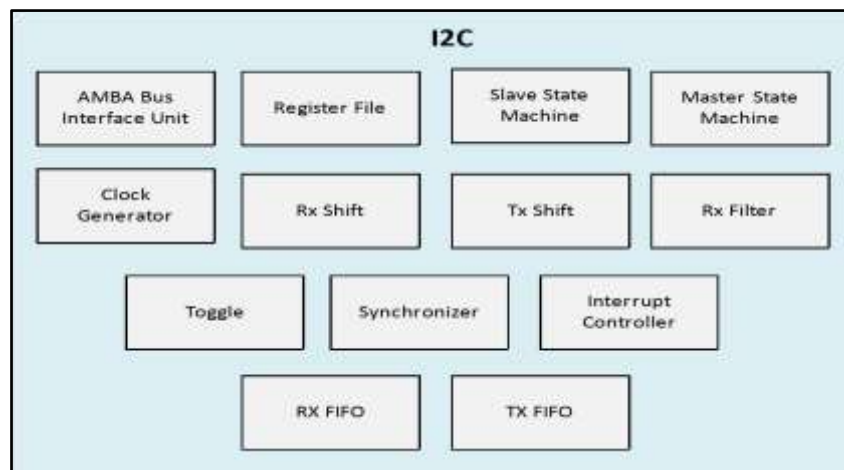 I2C
AMBA Bus
Interface Unit
Register File
Slave State
Machine
Master State
Machine
Clock
Generator
Rx Shift
Tx Shift
Rx Filter
Toggle
Synchronizer
Interrupt
Controller
RX FIFO
TX FIFO